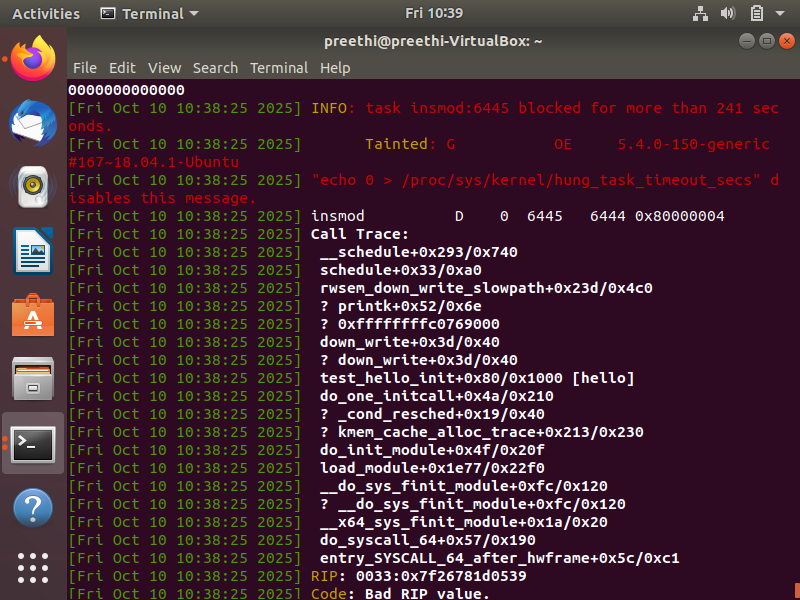 Activities Terminal Fri 10:39
preethi@preethi-VirtualBox: ~
File Edit View Search Terminal Help
0000000000000
[Fri Oct 10 10:38:25 2025] INFO: task insmod:6445 blocked for more than 241 sec
onds.
[Fri Oct 10 10:38:25 2025]       Tainted: G           OE     5.4.0-150-generic
#167~18.04.1-Ubuntu
[Fri Oct 10 10:38:25 2025] "echo 0 > /proc/sys/kernel/hung_task_timeout_secs" d
isables this message.
[Fri Oct 10 10:38:25 2025] insmod          D    0  6445   6444 0x80000004
[Fri Oct 10 10:38:25 2025] Call Trace:
[Fri Oct 10 10:38:25 2025]  __schedule+0x293/0x740
[Fri Oct 10 10:38:25 2025]  schedule+0x33/0xa0
[Fri Oct 10 10:38:25 2025]  rwsem_down_write_slowpath+0x23d/0x4c0
[Fri Oct 10 10:38:25 2025]  ? printk+0x52/0x6e
[Fri Oct 10 10:38:25 2025]  ? 0xffffffffc0769000
[Fri Oct 10 10:38:25 2025]  down_write+0x3d/0x40
[Fri Oct 10 10:38:25 2025]  ? down_write+0x3d/0x40
[Fri Oct 10 10:38:25 2025]  test_hello_init+0x80/0x1000 [hello]
[Fri Oct 10 10:38:25 2025]  do_one_initcall+0x4a/0x210
[Fri Oct 10 10:38:25 2025]  ? _cond_resched+0x19/0x40
[Fri Oct 10 10:38:25 2025]  ? kmem_cache_alloc_trace+0x213/0x230
[Fri Oct 10 10:38:25 2025]  do_init_module+0x4f/0x20f
[Fri Oct 10 10:38:25 2025]  load_module+0x1e77/0x22f0
[Fri Oct 10 10:38:25 2025]  __do_sys_finit_module+0xfc/0x120
[Fri Oct 10 10:38:25 2025]  ? __do_sys_finit_module+0xfc/0x120
[Fri Oct 10 10:38:25 2025]  __x64_sys_finit_module+0x1a/0x20
[Fri Oct 10 10:38:25 2025]  do_syscall_64+0x57/0x190
[Fri Oct 10 10:38:25 2025]  entry_SYSCALL_64_after_hwframe+0x5c/0xc1
[Fri Oct 10 10:38:25 2025] RIP: 0033:0x7f26781d0539
[Fri Oct 10 10:38:25 2025] Code: Bad RIP value.